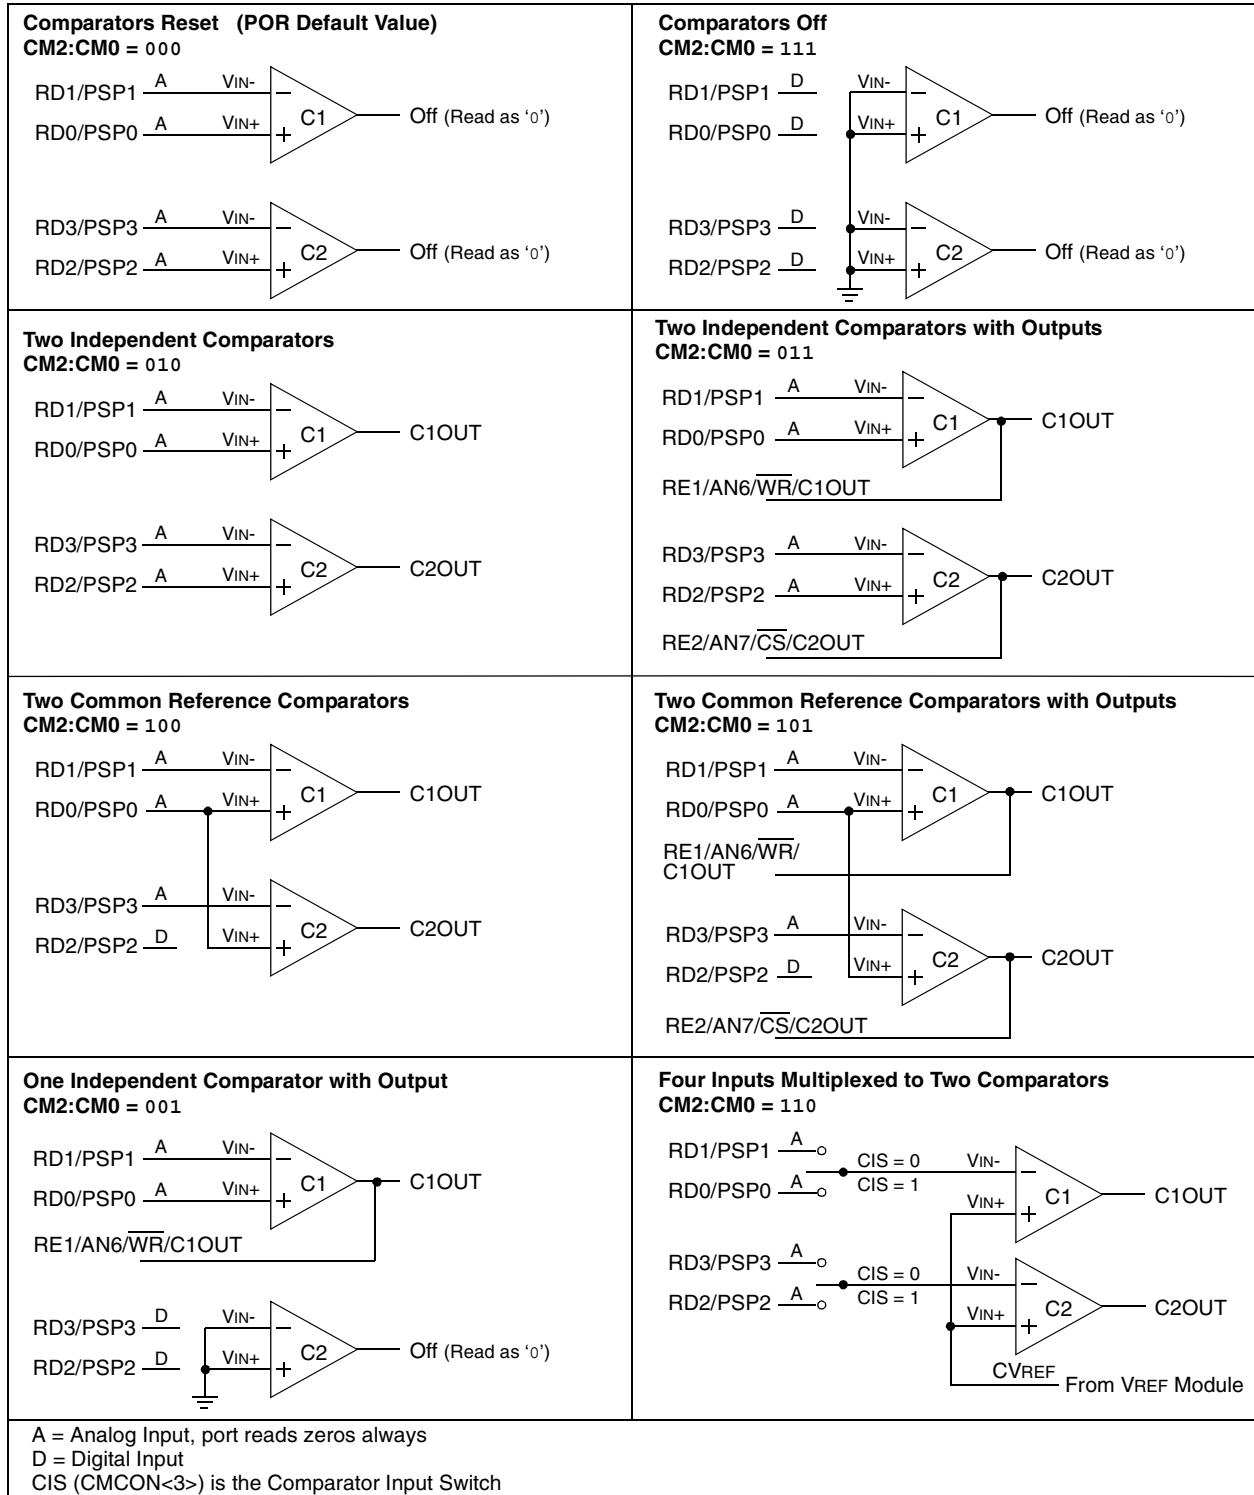 Comparators Reset (POR Default Value)
CM2:CM0 = 000
RD1/PSP1 A VIN- −
RD0/PSP0 A VIN+ +
C1
Off (Read as ‘0’)
RD3/PSP3 A VIN- −
RD2/PSP2 A VIN+ +
C2
Off (Read as ‘0’)
Comparators Off
CM2:CM0 = 111
RD1/PSP1 D VIN- −
RD0/PSP0 D VIN+ +
C1
Off (Read as ‘0’)
RD3/PSP3 D VIN- −
RD2/PSP2 D VIN+ +
C2
Off (Read as ‘0’)
Two Independent Comparators
CM2:CM0 = 010
RD1/PSP1 A VIN- −
RD0/PSP0 A VIN+ +
C1
C1OUT
RD3/PSP3 A VIN- −
RD2/PSP2 A VIN+ +
C2
C2OUT
Two Independent Comparators with Outputs
CM2:CM0 = 011
RD1/PSP1 A VIN- −
RD0/PSP0 A VIN+ +
C1
C1OUT
RE1/AN6/W̅R̅/C1OUT
RD3/PSP3 A VIN- −
RD2/PSP2 A VIN+ +
C2
C2OUT
RE2/AN7/C̅S̅/C2OUT
Two Common Reference Comparators
CM2:CM0 = 100
RD1/PSP1 A VIN- −
RD0/PSP0 A VIN+ +
C1
C1OUT
RD3/PSP3 A VIN- −
RD2/PSP2 D VIN+ +
C2
C2OUT
Two Common Reference Comparators with Outputs
CM2:CM0 = 101
RD1/PSP1 A VIN- −
RD0/PSP0 A VIN+ +
C1
C1OUT
RE1/AN6/W̅R̅/
C1OUT
RD3/PSP3 A VIN- −
RD2/PSP2 D VIN+ +
C2
C2OUT
RE2/AN7/C̅S̅/C2OUT
One Independent Comparator with Output
CM2:CM0 = 001
RD1/PSP1 A VIN- −
RD0/PSP0 A VIN+ +
C1
C1OUT
RE1/AN6/W̅R̅/C1OUT
RD3/PSP3 D VIN- −
RD2/PSP2 D VIN+ +
C2
Off (Read as ‘0’)
Four Inputs Multiplexed to Two Comparators
CM2:CM0 = 110
RD1/PSP1 A
CIS = 0 VIN- −
RD0/PSP0 A CIS = 1
VIN+ +
C1
C1OUT
RD3/PSP3 A
CIS = 0 VIN- −
RD2/PSP2 A CIS = 1
VIN+ +
C2
C2OUT
CVREF
From VREF Module
A = Analog Input, port reads zeros always
D = Digital Input
CIS (CMCON<3>) is the Comparator Input Switch